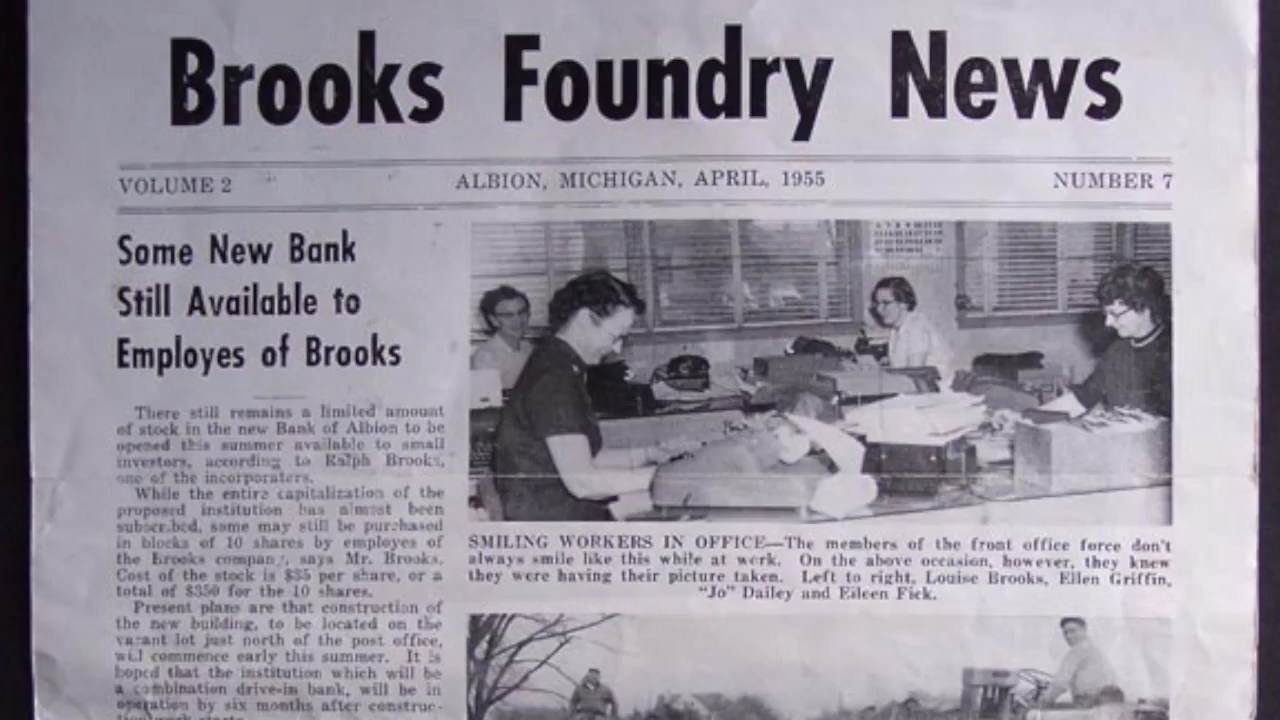 Brooks Foundry News
VOLUME 2 ALBION, MICHIGAN, APRIL, 1955 NUMBER 7
Some New Bank
Still Available to
Employes of Brooks
There still remains a limited amount
of stock in the new Bank of Albion to be
opened this summer available to small
investors, according to Ralph Brooks,
one of the incorporaters.
While the entire capitalization of the
proposed institution has almost been
subscribed, some may still be purchased
in blocks of 10 shares by employes of
the Brooks company, says Mr. Brooks.
Cost of the stock is $35 per share, or a
total of $350 for the 10 shares.
Present plans are that construction of
the new building, to be located on the
vacant lot just north of the post office,
will commence early this summer. It is
hoped that the institution which will be
a combination drive-in bank, will be in
operation by six months after construc-
SMILING WORKERS IN OFFICE—The members of the front office force don't
always smile like this while at work. On the above occasion, however, they knew
they were having their picture taken. Left to right, Louise Brooks, Ellen Griffin,
"Jo" Dailey and Eileen Fick.